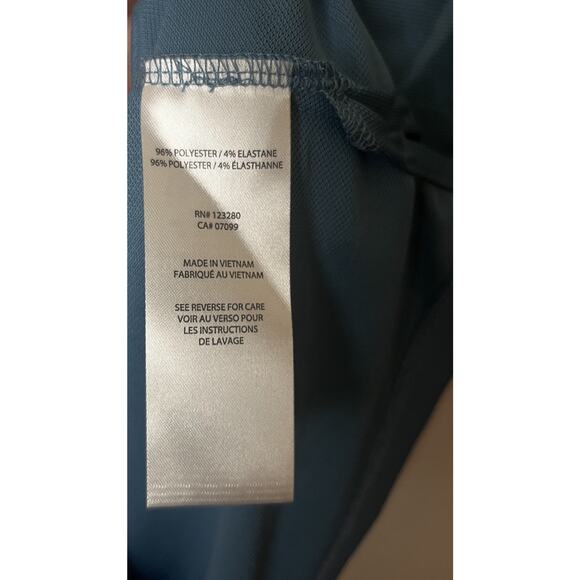 96% POLYESTER / 4% ELASTANE
96% POLYESTER / 4% ÉLASTHANNE
RN# 123280
CA# 07099
MADE IN VIETNAM
FABRIQUÉ AU VIETNAM
SEE REVERSE FOR CARE
VOIR AU VERSO POUR
LES INSTRUCTIONS
DE LAVAGE